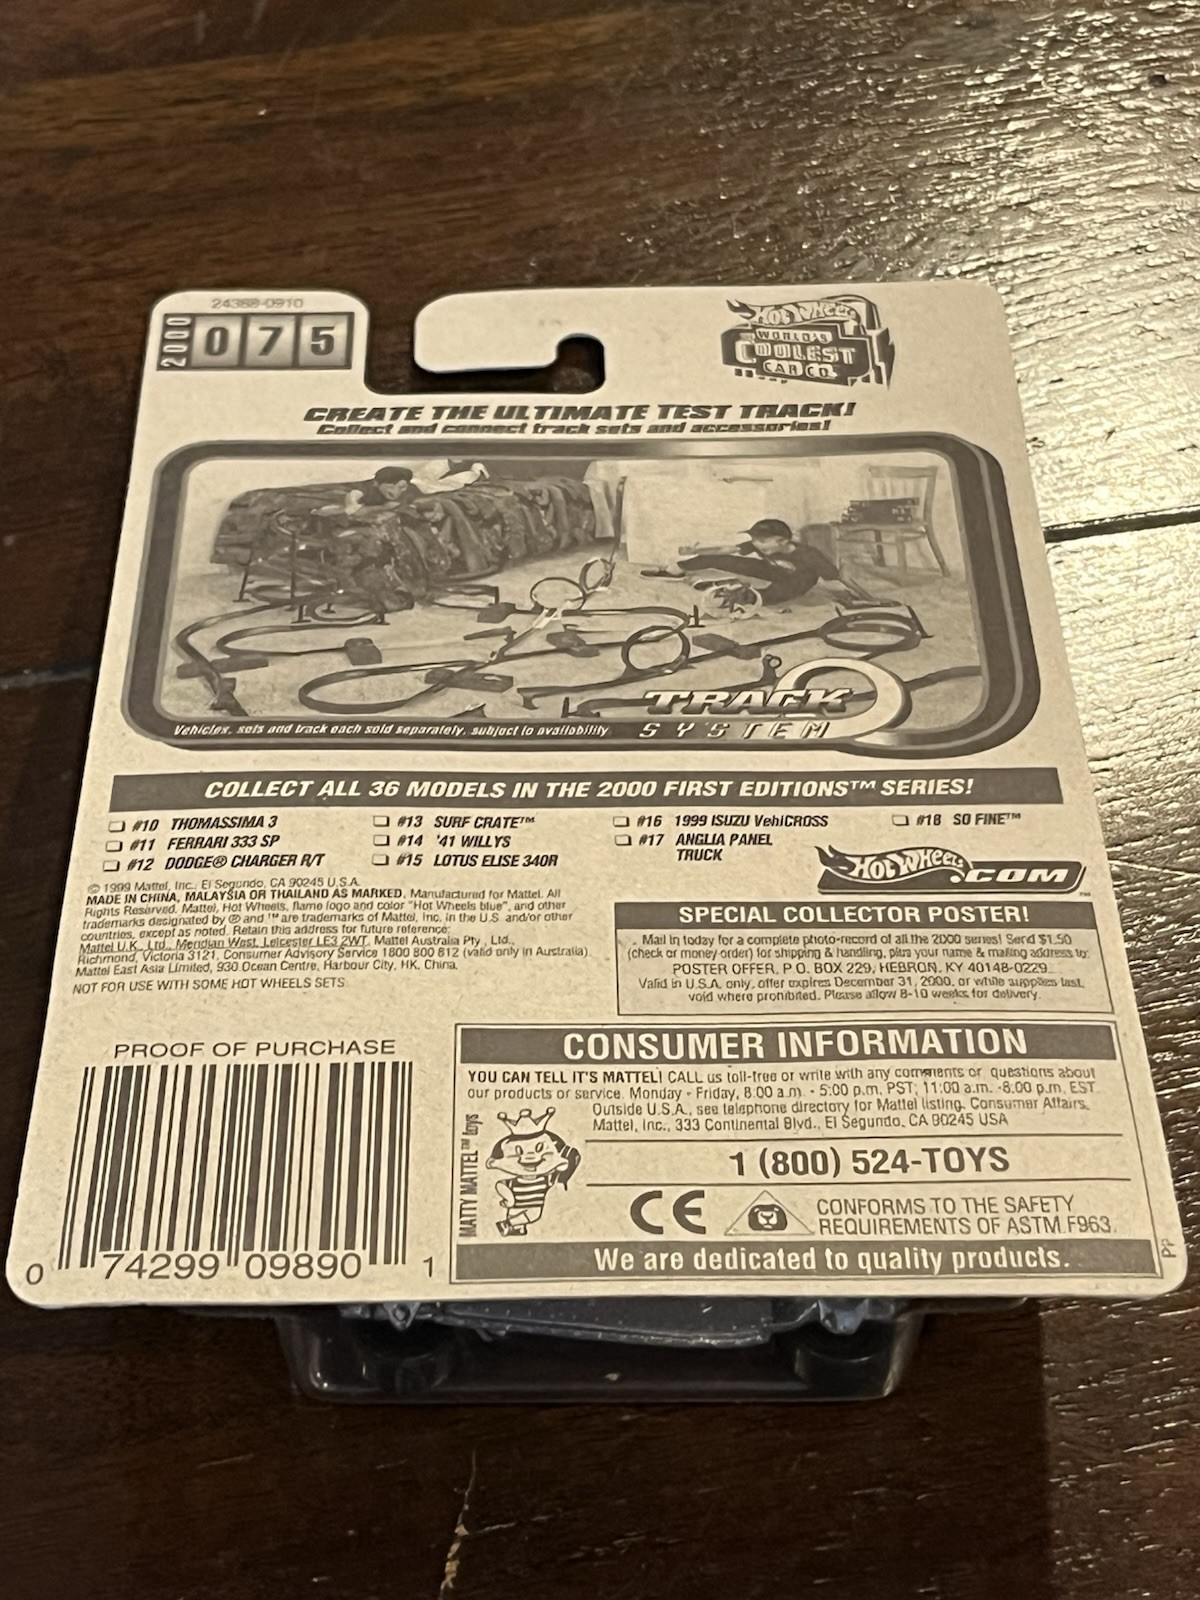 24388-0910
2000 075
HOT WHEELS
WORLD'S
COOLEST
CAR CO.
CREATE THE ULTIMATE TEST TRACK!
Collect and connect track sets and accessories!
TRACK
SYSTEM
Vehicles, sets and track each sold separately, subject to availability
COLLECT ALL 36 MODELS IN THE 2000 FIRST EDITIONS™ SERIES!
#10 THOMASSIMA 3
#11 FERRARI 333 SP
#12 DODGE® CHARGER R/T
#13 SURF CRATE™
#14 '41 WILLYS
#15 LOTUS ELISE 340R
#16 1999 ISUZU VehiCROSS
#17 ANGLIA PANEL
TRUCK
#18 SO FINE™
HOT WHEELS
.COM
© 1999 Mattel, Inc., El Segundo, CA 90245 U.S.A.
MADE IN CHINA, MALAYSIA OR THAILAND AS MARKED. Manufactured for Mattel. All
Rights Reserved. Mattel, Hot Wheels, flame logo and color "Hot Wheels blue", and other
trademarks designated by ® and ™ are trademarks of Mattel, Inc. in the U.S. and/or other
countries, except as noted. Retain this address for future reference:
Mattel U.K., Ltd., Meridian West, Leicester LE3 2WT. Mattel Australia Pty., Ltd.,
Richmond, Victoria 3121, Consumer Advisory Service 1800 800 812 (valid only in Australia).
Mattel East Asia Limited, 930 Ocean Centre, Harbour City, HK, China.
NOT FOR USE WITH SOME HOT WHEELS SETS.
SPECIAL COLLECTOR POSTER!
Mail in today for a complete photo-record of all the 2000 series! Send $1.50
(check or money order) for shipping & handling, plus your name & mailing address to:
POSTER OFFER, P.O. BOX 229, HEBRON, KY 40148-0229.
Valid in U.S.A. only, offer expires December 31, 2000, or while supplies last,
void where prohibited. Please allow 8-10 weeks for delivery.
PROOF OF PURCHASE
0 74299 09890 1
CONSUMER INFORMATION
YOU CAN TELL IT'S MATTEL! CALL us toll-free or write with any comments or questions about
our products or service. Monday - Friday, 8:00 a.m. - 5:00 p.m. PST; 11:00 a.m. -8:00 p.m. EST.
Outside U.S.A., see telephone directory for Mattel listing. Consumer Affairs,
Mattel, Inc., 333 Continental Blvd., El Segundo, CA 90245 USA
MATTY MATTEL™ toys
1 (800) 524-TOYS
CE
CONFORMS TO THE SAFETY
REQUIREMENTS OF ASTM F963.
We are dedicated to quality products.
PP